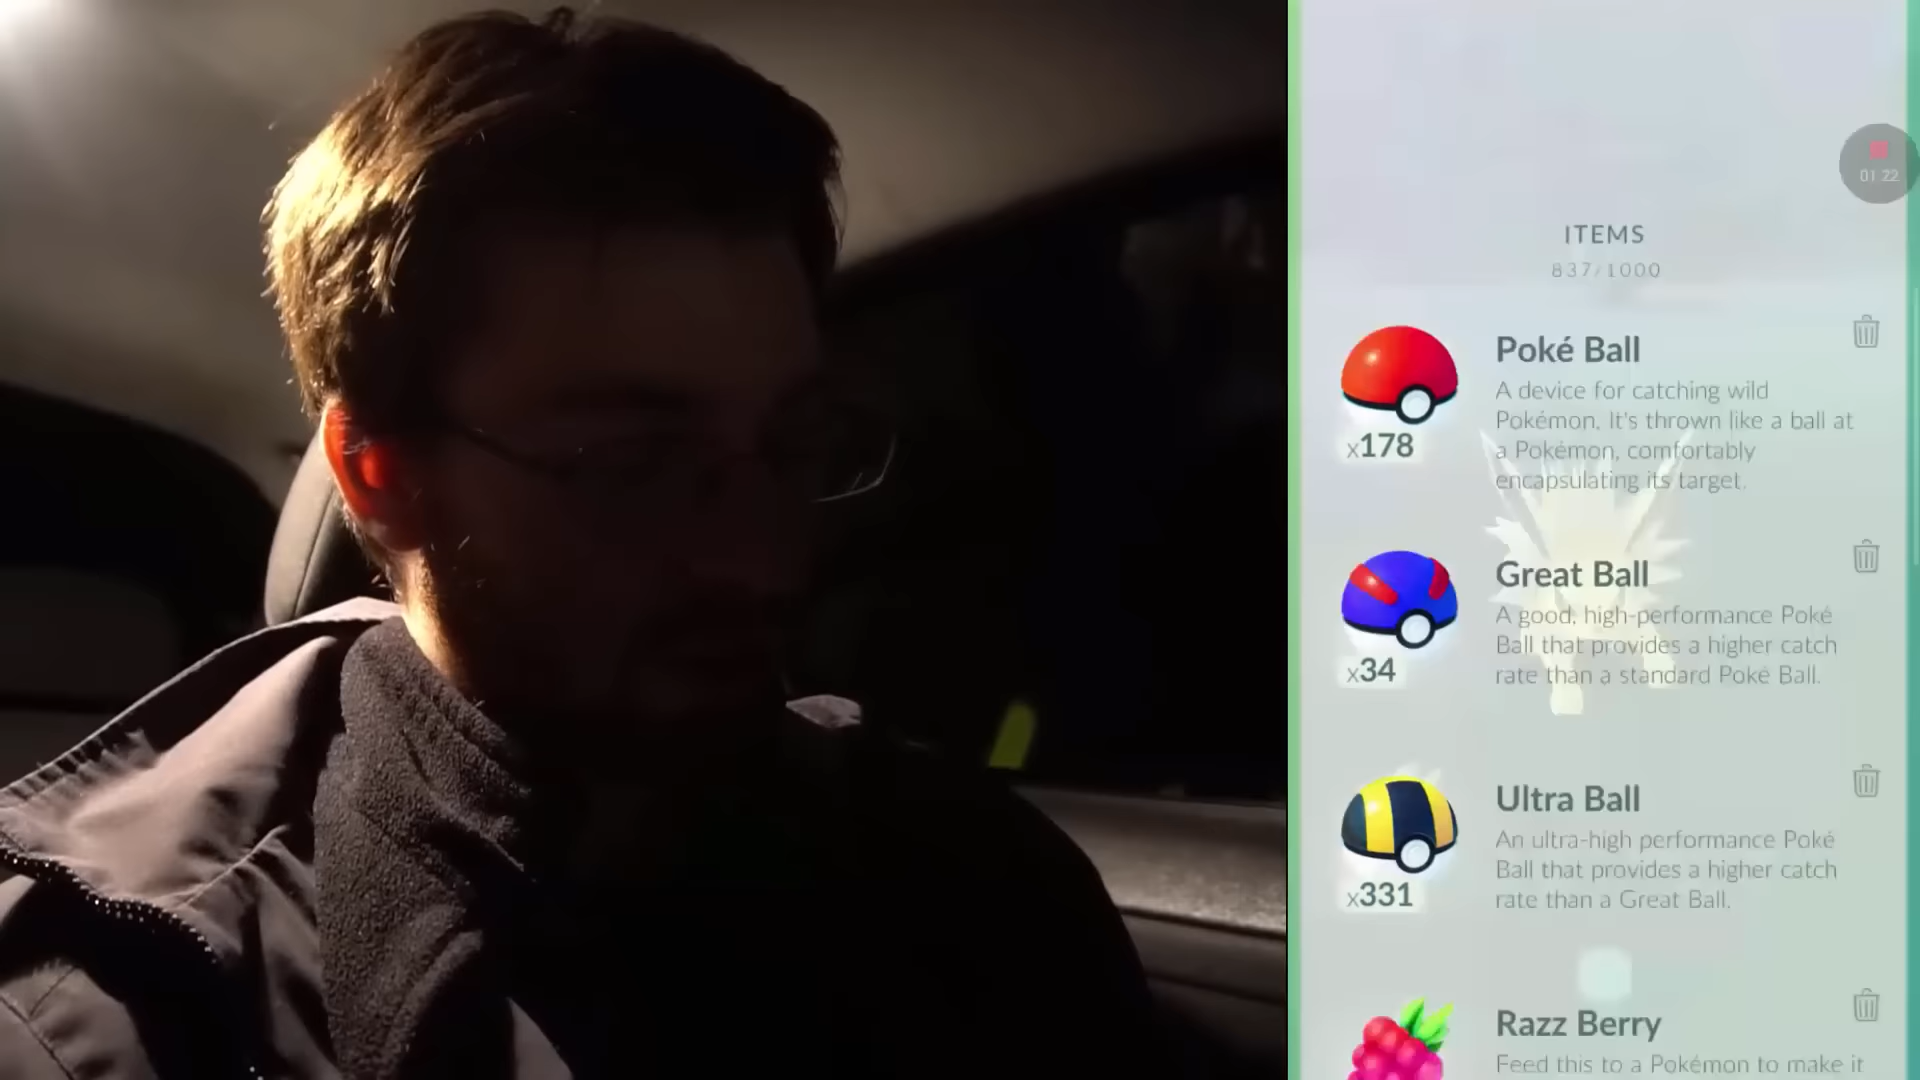 01:22
ITEMS
837/1000
Poké Ball
A device for catching wild
Pokémon. It's thrown like a ball at
a Pokémon, comfortably
encapsulating its target.
x178
Great Ball
A good, high-performance Poké
Ball that provides a higher catch
rate than a standard Poké Ball.
x34
Ultra Ball
An ultra-high performance Poké
Ball that provides a higher catch
rate than a Great Ball.
x331
Razz Berry
Feed this to a Pokémon to make it